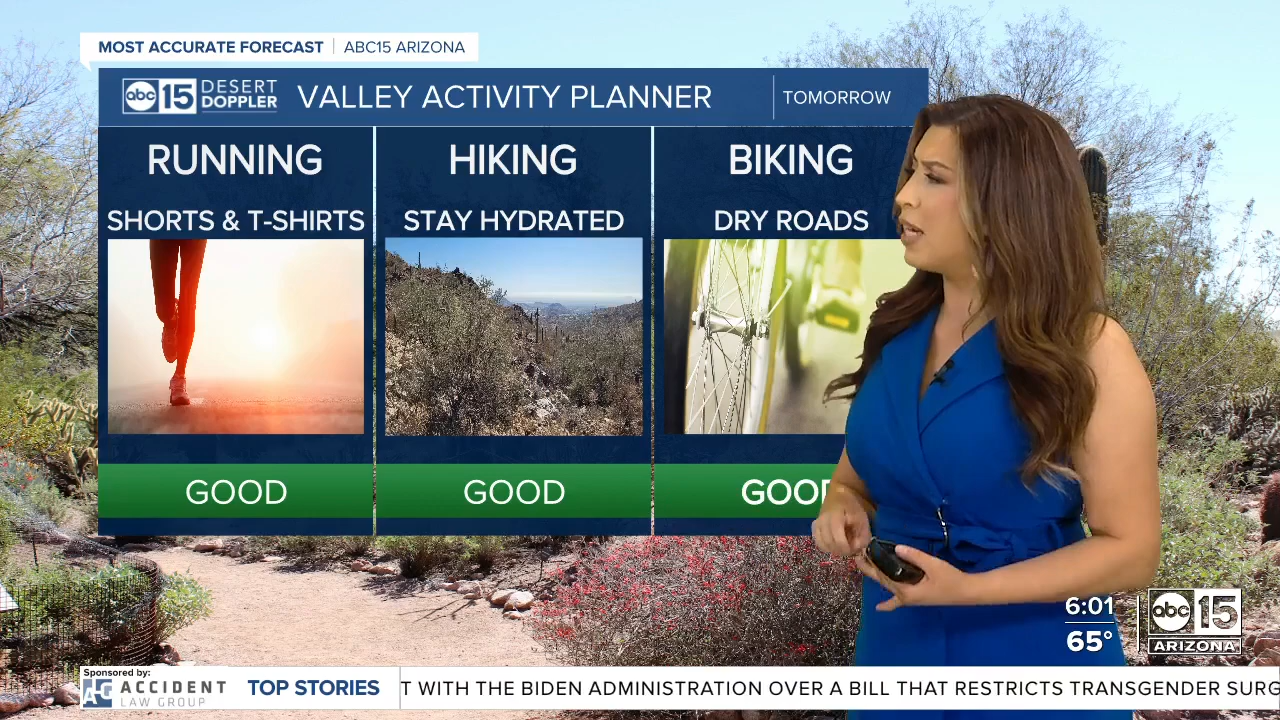 MOST ACCURATE FORECAST | ABC15 ARIZONA
abc 15 DESERT DOPPLER
VALLEY ACTIVITY PLANNER
TOMORROW
RUNNING
SHORTS & T-SHIRTS
GOOD
HIKING
STAY HYDRATED
GOOD
BIKING
DRY ROADS
GOOD
6:01
65°
abc 15
ARIZONA
Sponsored by:
AG ACCIDENT
LAW GROUP
TOP STORIES
T WITH THE BIDEN ADMINISTRATION OVER A BILL THAT RESTRICTS TRANSGENDER SURG